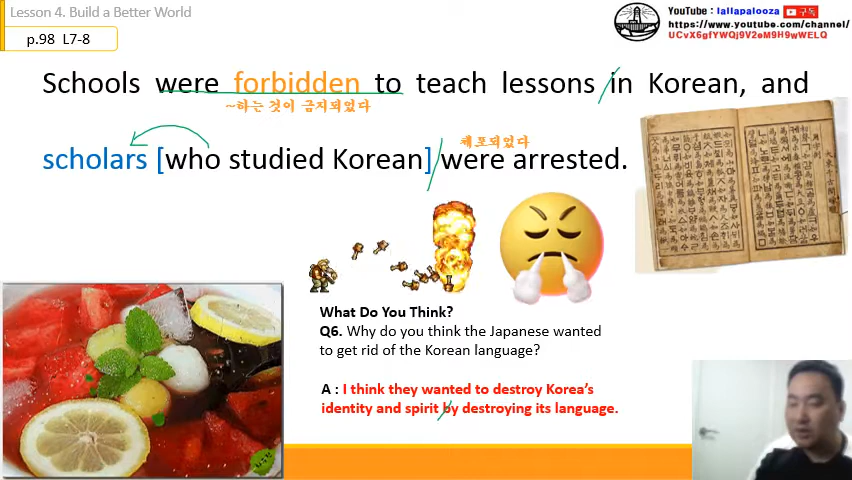 Lesson 4. Build a Better World
p.98 L7-8
YouTube : lallapalooza 구독
https://www.youtube.com/channel/
UCvX6gfYWQj9V2eM9H9wWELQ
Schools were forbidden to teach lessons in Korean, and
~하는 것이 금지되었다
체포되었다
scholars [who studied Korean] were arrested.
What Do You Think?
Q6. Why do you think the Japanese wanted
to get rid of the Korean language?
A : I think they wanted to destroy Korea's
identity and spirit by destroying its language.